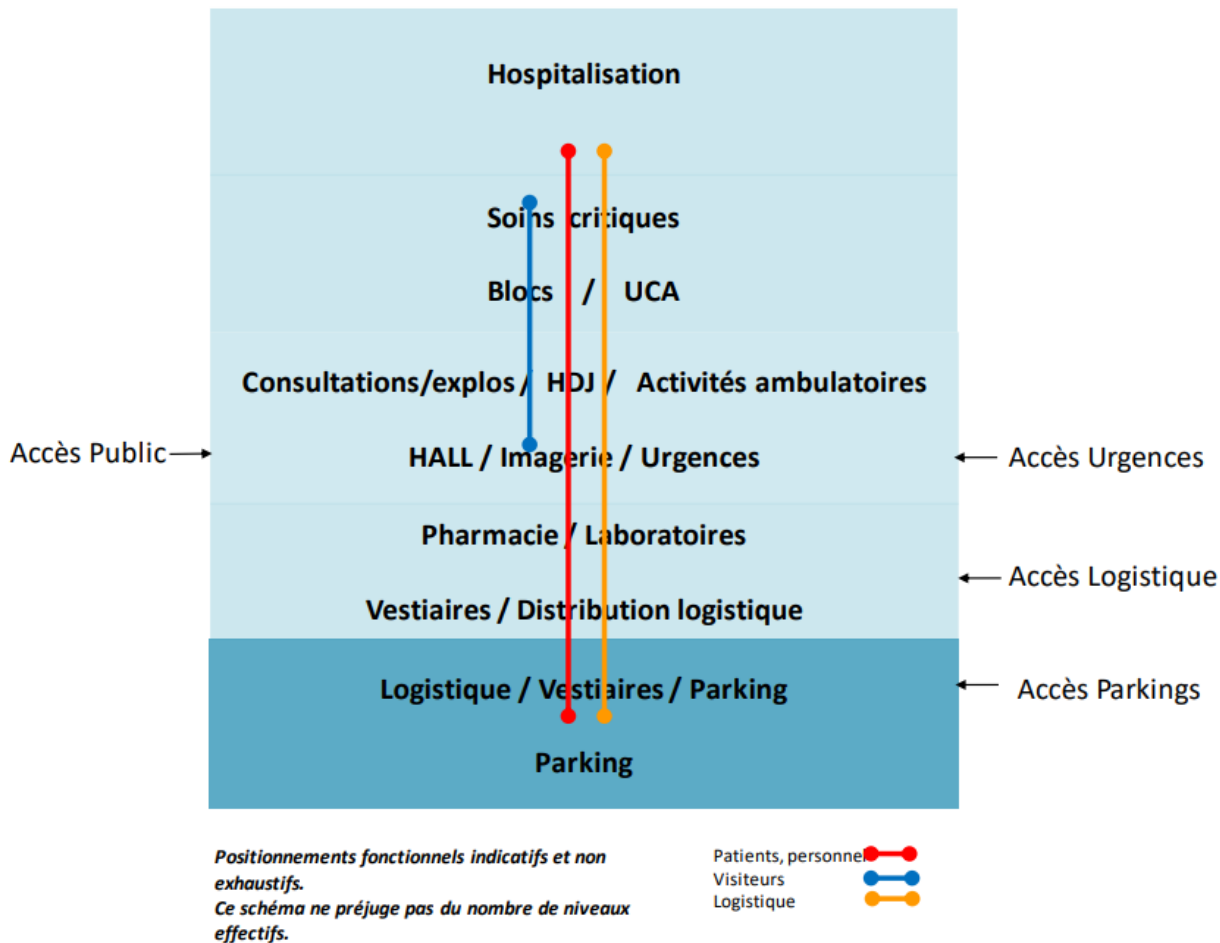 Hospitalisation
Soins critiques
Blocs / UCA
Consultations/explos / HDJ / Activités ambulatoires
Accès Public
HALL / Imagerie / Urgences
Accès Urgences
Pharmacie / Laboratoires
Accès Logistique
Vestiaires / Distribution logistique
Logistique / Vestiaires / Parking
Accès Parkings
Parking
Positionnements fonctionnels indicatifs et non
exhaustifs.
Ce schéma ne préjuge pas du nombre de niveaux
effectifs.
Patients, personnel
Visiteurs
Logistique